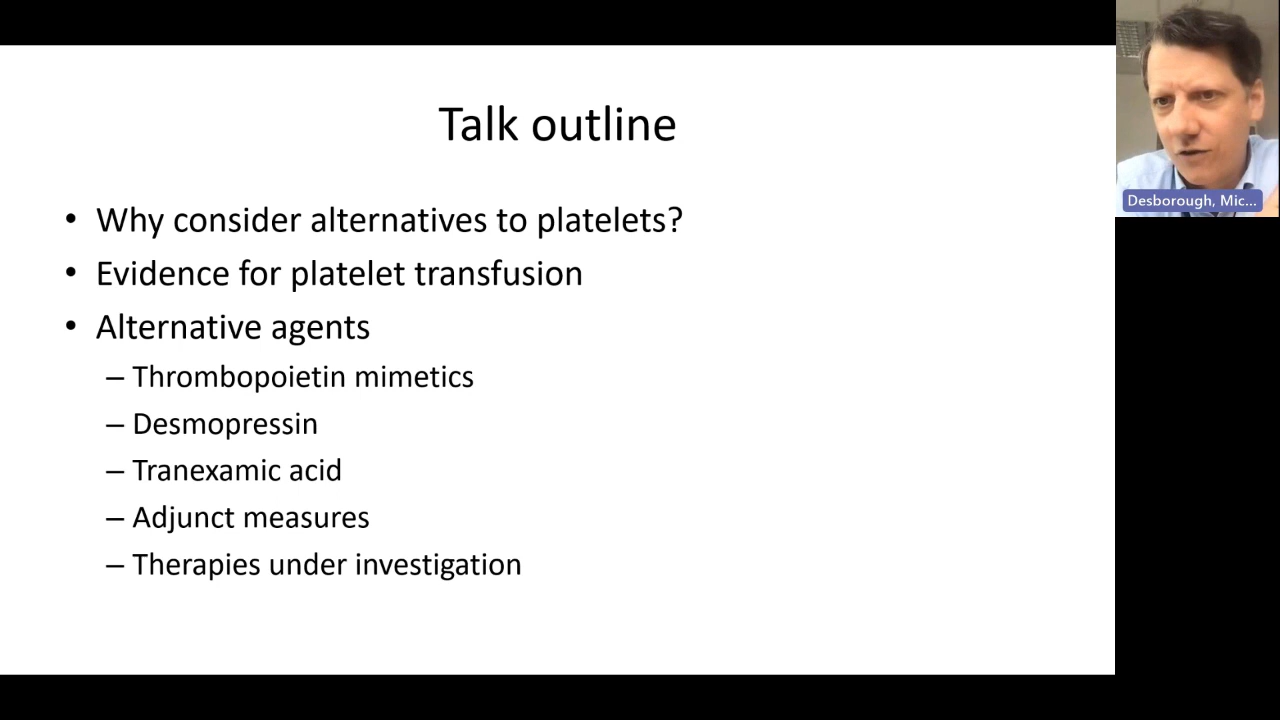 Talk outline
• Why consider alternatives to platelets?
• Evidence for platelet transfusion
• Alternative agents
– Thrombopoietin mimetics
– Desmopressin
– Tranexamic acid
– Adjunct measures
– Therapies under investigation
Desborough, Mic...